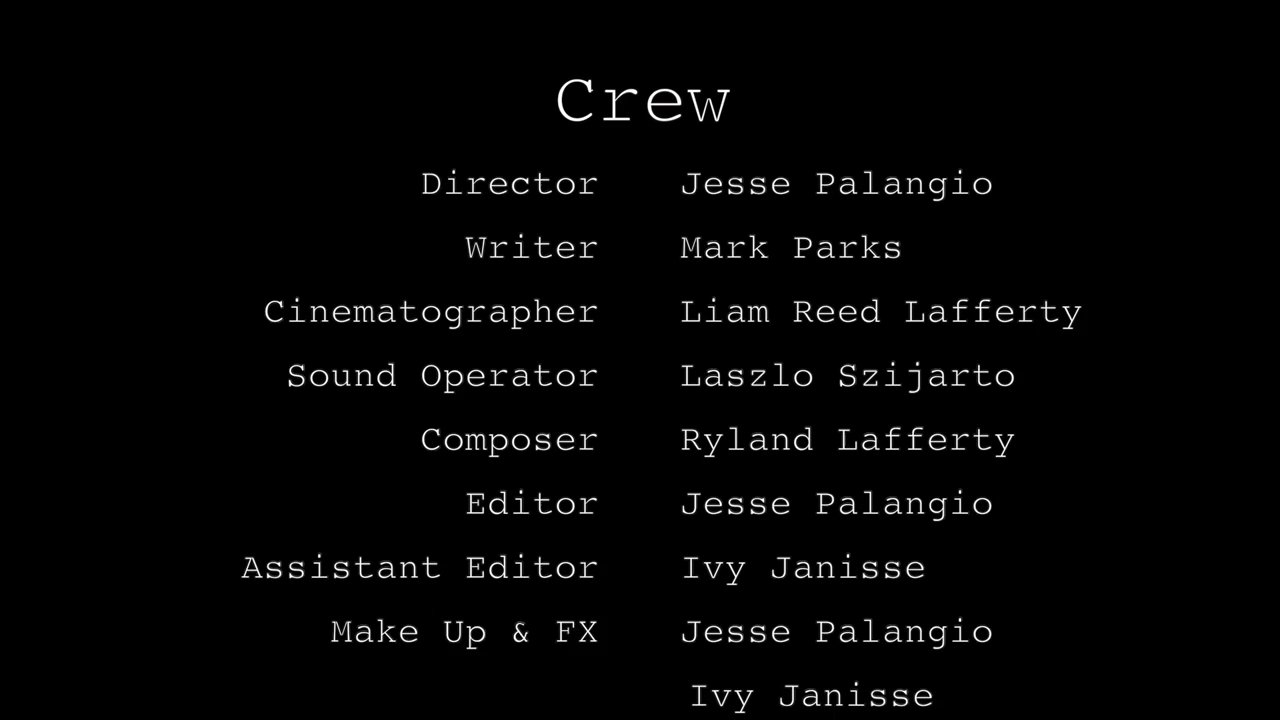 Crew
Director Jesse Palangio
Writer Mark Parks
Cinematographer Liam Reed Lafferty
Sound Operator Laszlo Szijarto
Composer Ryland Lafferty
Editor Jesse Palangio
Assistant Editor Ivy Janisse
Make Up & FX Jesse Palangio
Ivy Janisse